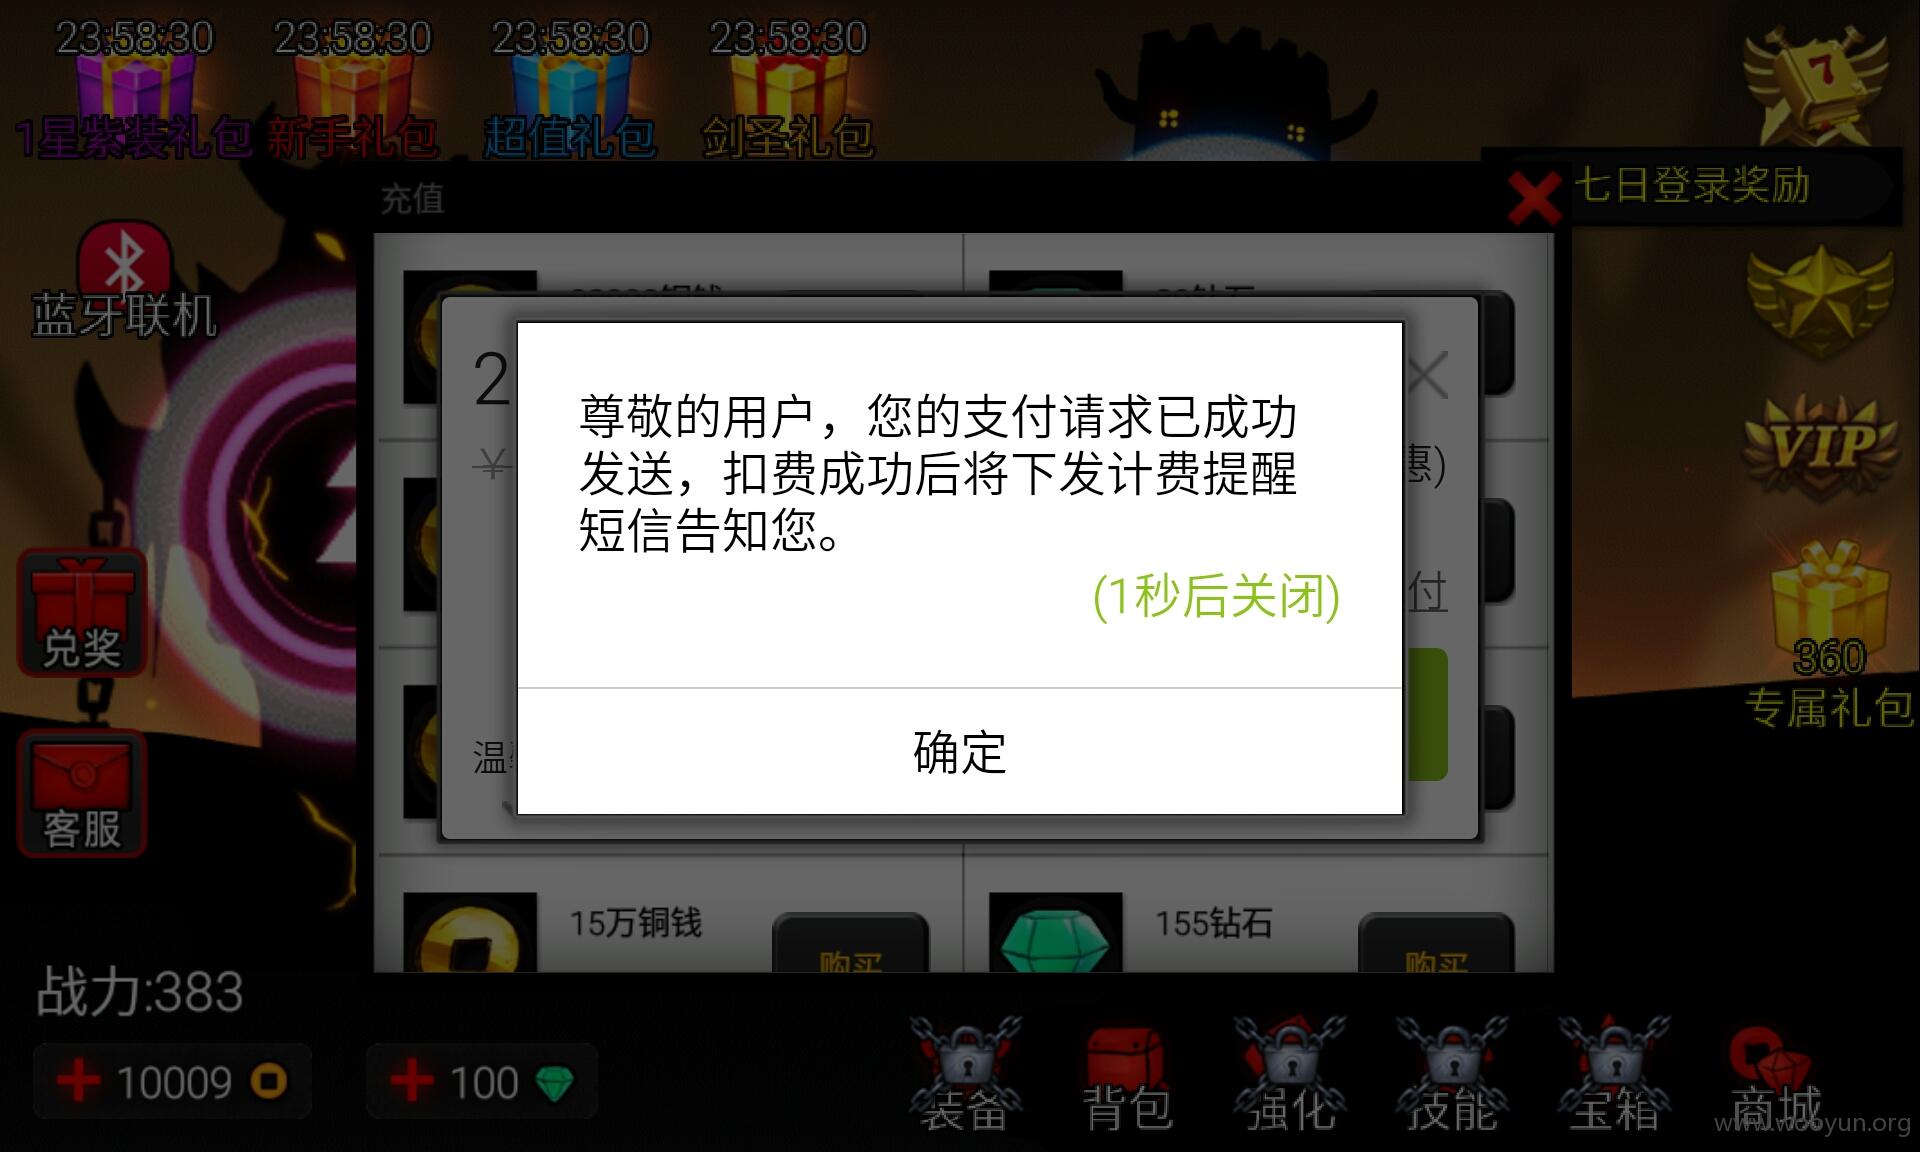 23:58:30 23:58:30 23:58:30 23:58:30
1星紫装礼包 新手礼包 超值礼包 剑圣礼包
7
七日登录奖励
充值
蓝牙联机
2
尊敬的用户，您的支付请求已成功
发送，扣费成功后将下发计费提醒
短信告知您。
(1秒后关闭)
确定
¥
惠)
付
温
VIP
兑奖
360
专属礼包
客服
15万铜钱
购买
155钻石
购买
战力:383
10009
100
装备 背包 强化 技能 宝箱 商城
www.wooyun.org